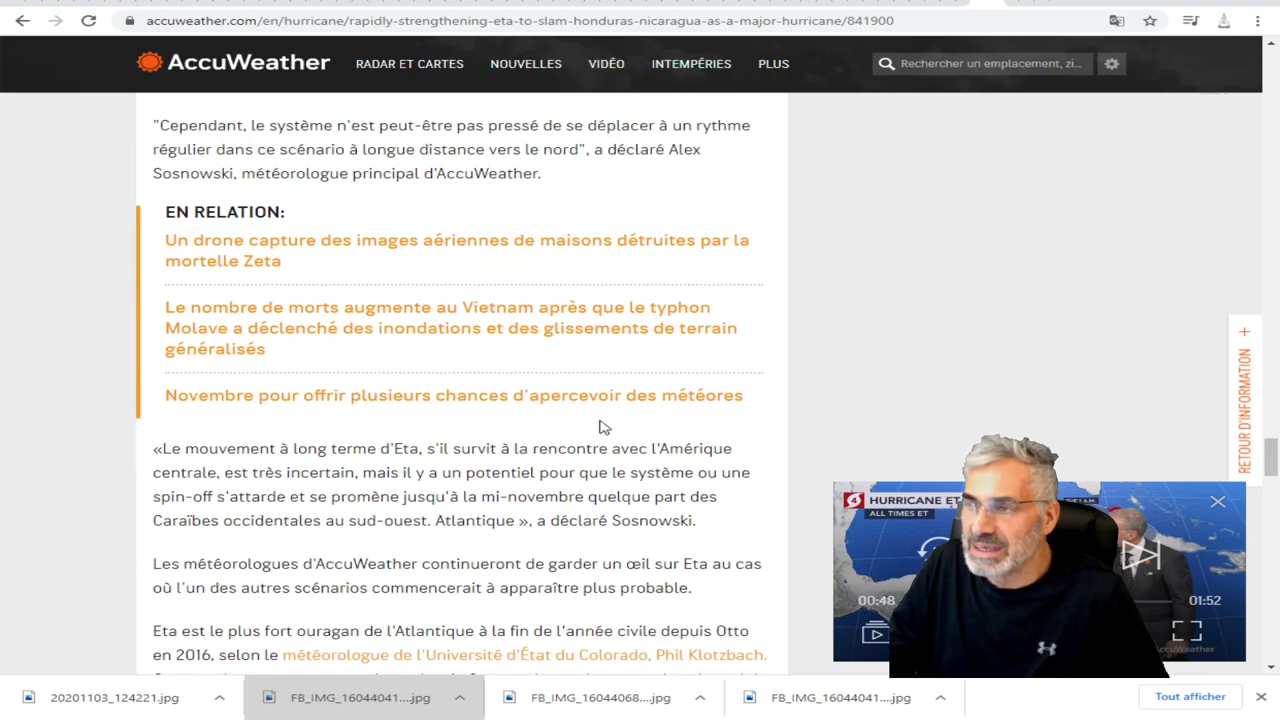 accuweather.com/en/hurricane/rapidly-strengthening-eta-to-slam-honduras-nicaragua-as-a-major-hurricane/841900
AccuWeather RADAR ET CARTES NOUVELLES VIDÉO INTEMPÉRIES PLUS Rechercher un emplacement, zi...
"Cependant, le système n'est peut-être pas pressé de se déplacer à un rythme
régulier dans ce scénario à longue distance vers le nord", a déclaré Alex
Sosnowski, météorologue principal d'AccuWeather.
EN RELATION:
Un drone capture des images aériennes de maisons détruites par la
mortelle Zeta
Le nombre de morts augmente au Vietnam après que le typhon
Molave a déclenché des inondations et des glissements de terrain
généralisés
Novembre pour offrir plusieurs chances d'apercevoir des météores
«Le mouvement à long terme d'Eta, s'il survit à la rencontre avec l'Amérique
centrale, est très incertain, mais il y a un potentiel pour que le système ou une
spin-off s'attarde et se promène jusqu'à la mi-novembre quelque part des
Caraïbes occidentales au sud-ouest. Atlantique », a déclaré Sosnowski.
Les météorologues d'AccuWeather continueront de garder un œil sur Eta au cas
où l'un des autres scénarios commencerait à apparaître plus probable.
Eta est le plus fort ouragan de l'Atlantique à la fin de l'année civile depuis Otto
en 2016, selon le météorologue de l'Université d'État du Colorado, Phil Klotzbach.
RETOUR D'INFORMATION +
4 HURRICANE ET
ALL TIMES ET
00:48 01:52
AccuWeather
20201103_124221.jpg FB_IMG_16044041....jpg FB_IMG_16044068....jpg FB_IMG_16044041....jpg Tout afficher